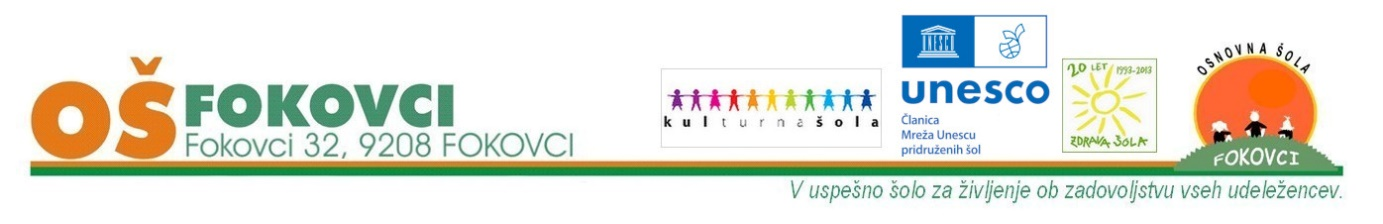 OŠ FOKOVCI
Fokovci 32, 9208 FOKOVCI
kulturnašola
unesco
Članica
Mreža Unescu
pridruženih šol
20 LET 1993-2013
ZDRAVA ŠOLA
OSNOVNA ŠOLA
FOKOVCI
V uspešno šolo za življenje ob zadovoljstvu vseh udeležencev.